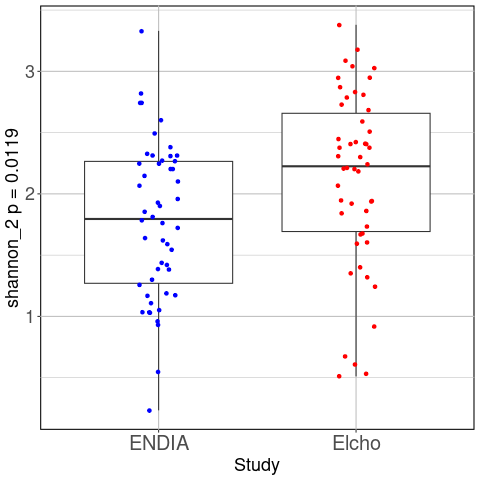 shannon_2 p = 0.0119
3
2
1
ENDIA
Elcho
Study